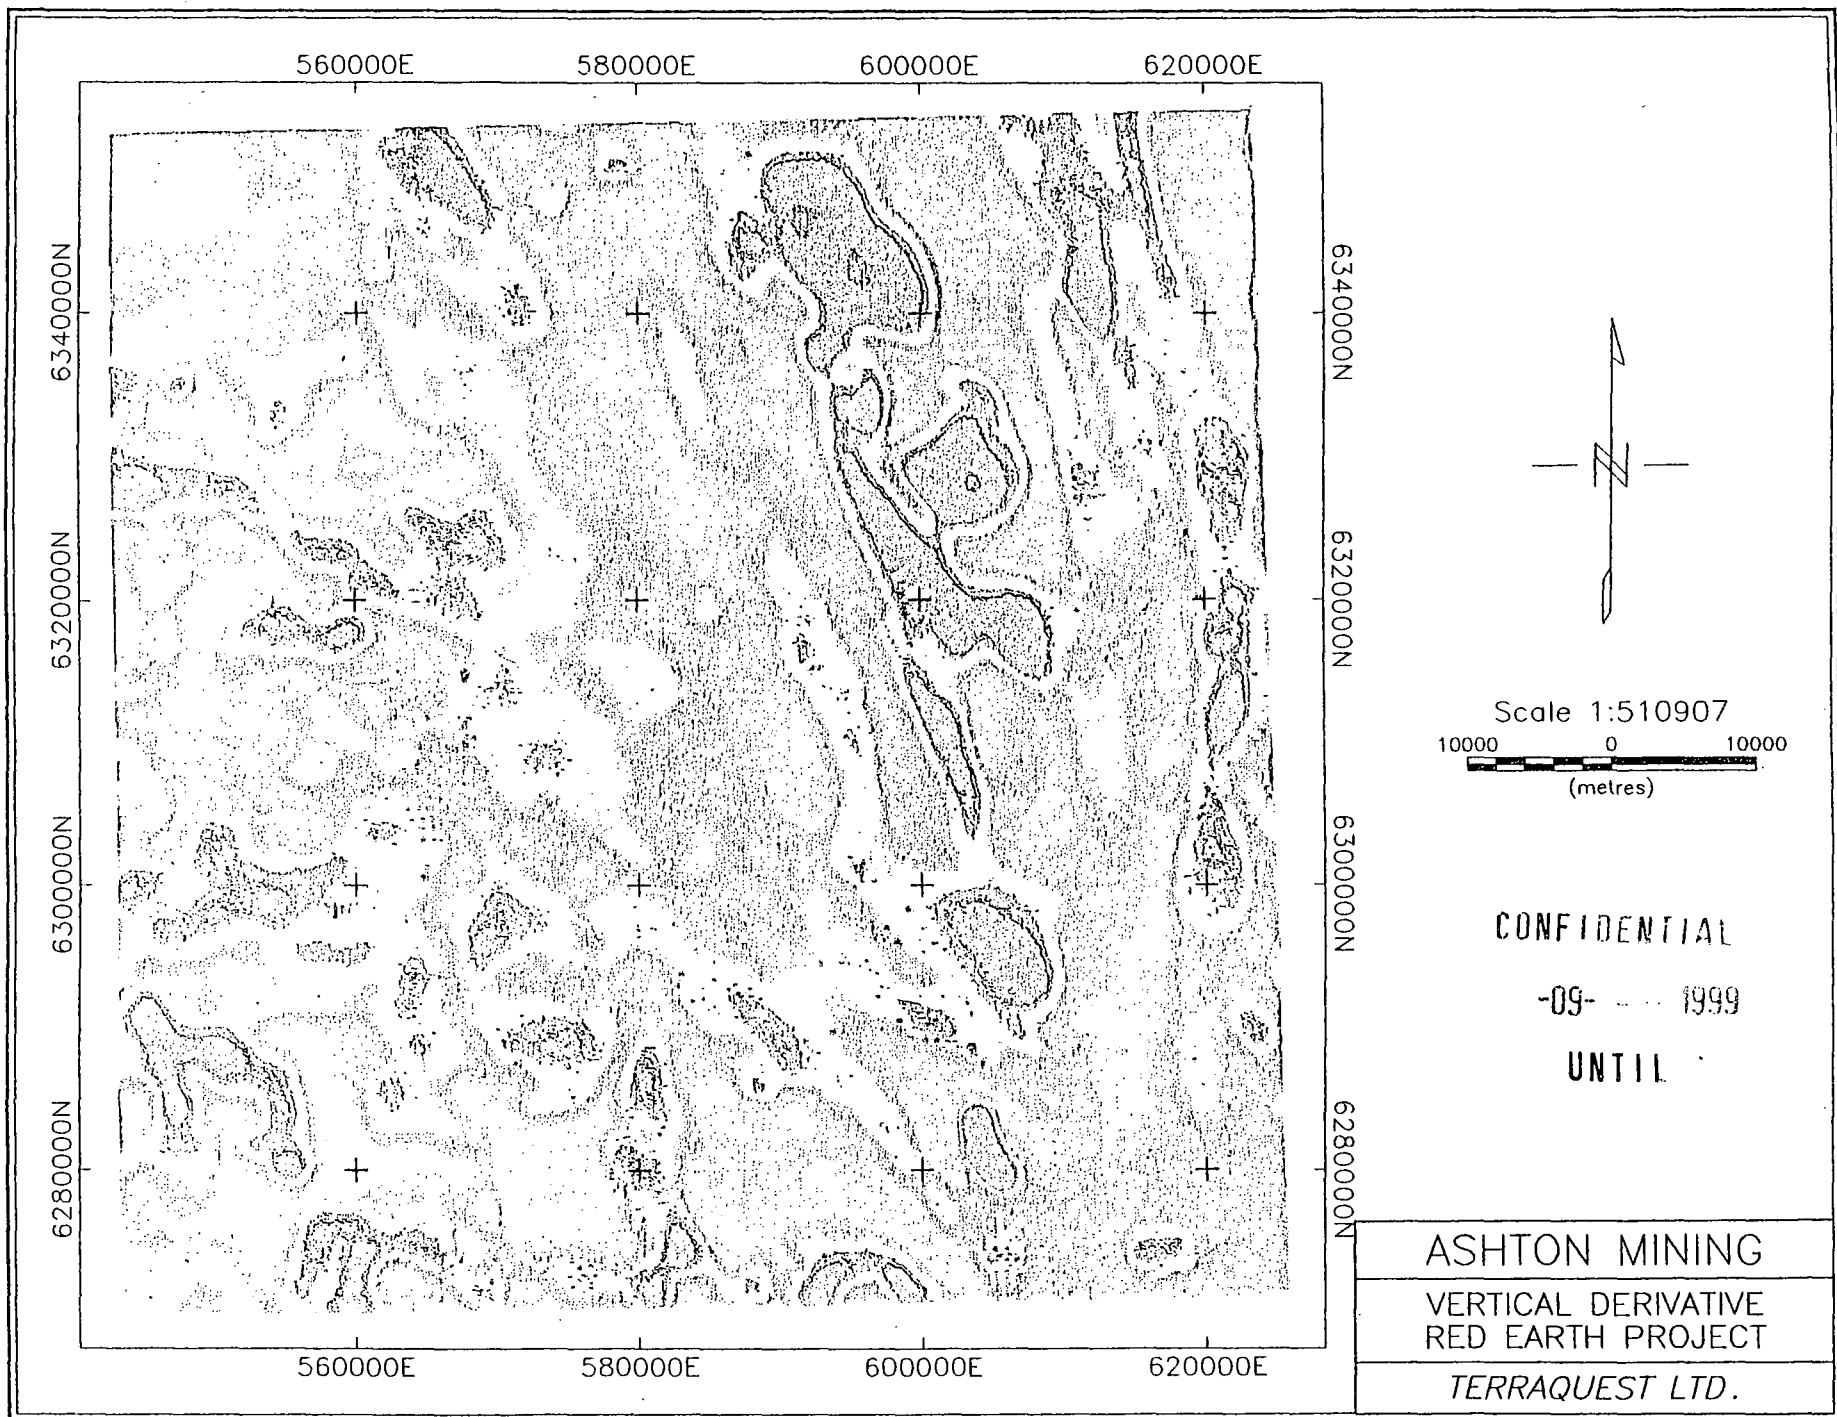 560000E 580000E 600000E 620000E
6340000N
6320000N
6300000N
6280000N
6340000N
6320000N
6300000N
6280000N
560000E 580000E 600000E 620000E
N
Scale 1:510907
10000 0 10000
(metres)
CONFIDENTIAL
-09- 1999
UNTIL
ASHTON MINING
VERTICAL DERIVATIVE
RED EARTH PROJECT
TERRAQUEST LTD.